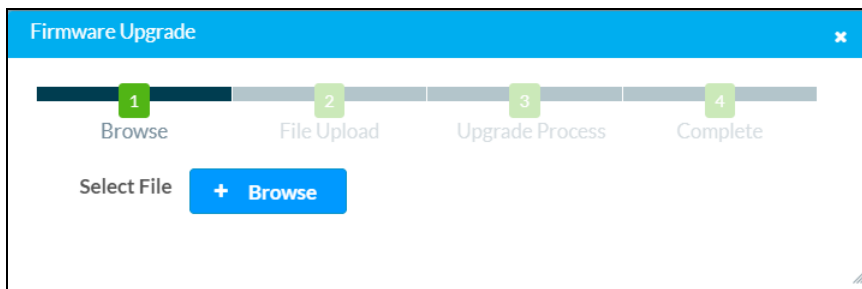 Firmware Upgrade ×
1 2 3 4
Browse File Upload Upgrade Process Complete
Select File + Browse